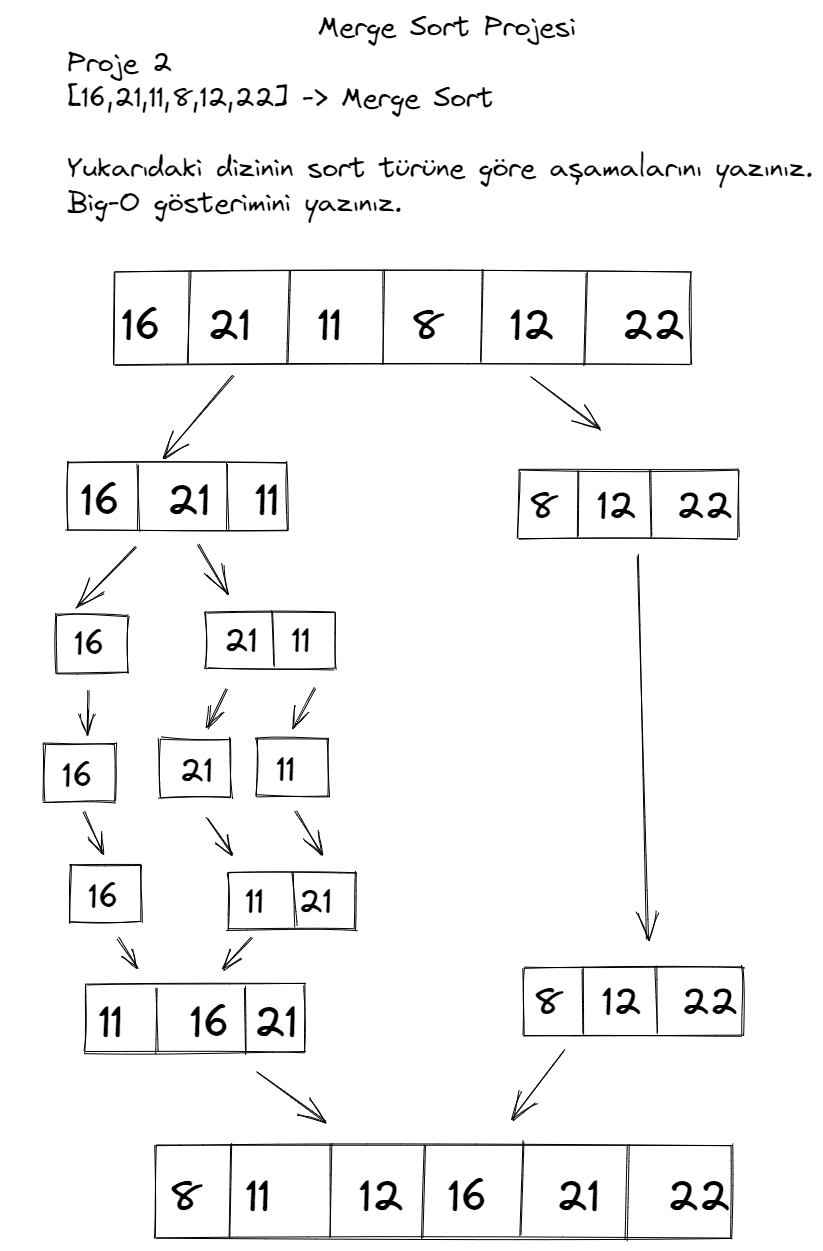 Merge Sort Projesi
Proje 2
[16,21,11,8,12,22] -> Merge Sort
Yukarıdaki dizinin sort türüne göre aşamalarını yazınız.
Big-O gösterimini yazınız.
16 21 11 8 12 22
16 21 11 8 12 22
16 21 11
16 21 11
16 11 21
11 16 21 8 12 22
8 11 12 16 21 22